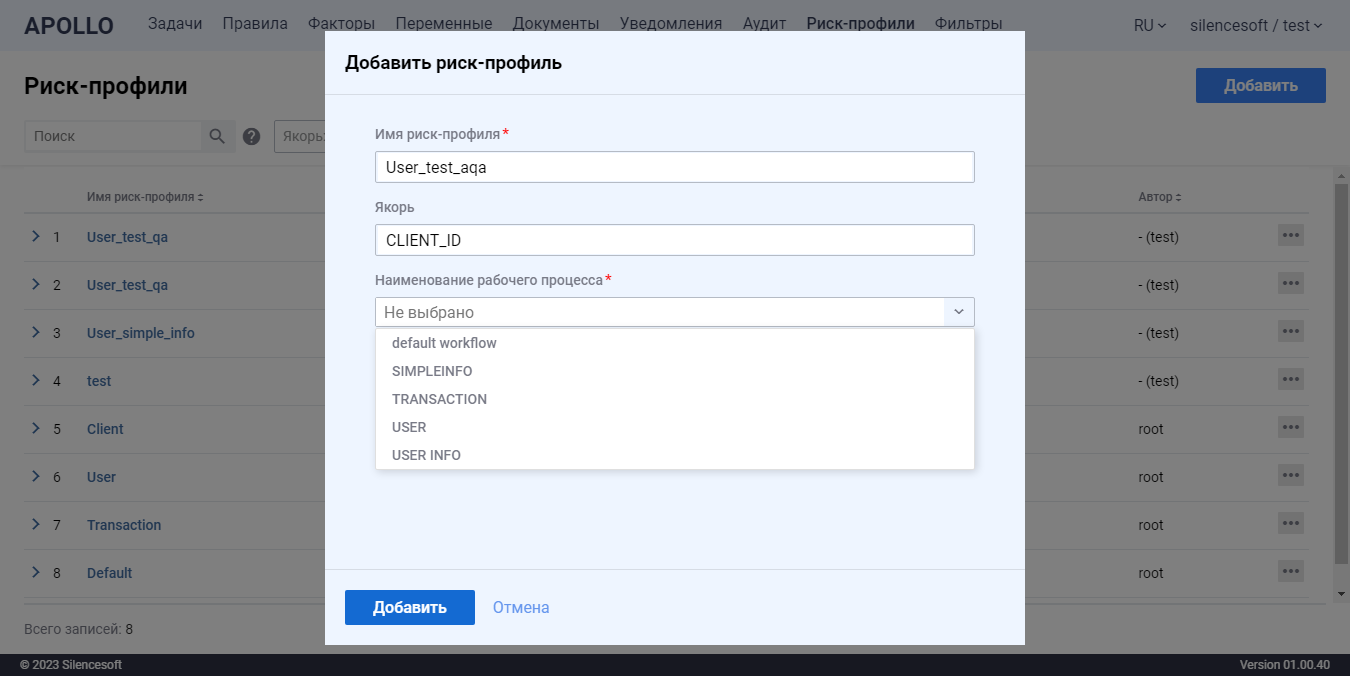 APOLLO Задачи Правила Факторы Переменные Документы Уведомления Аудит Риск-профили Фильтры RU silencesoft / test
Риск-профили Добавить
Поиск ? Якорь:
Имя риск-профиля Автор
1 User_test_qa - (test) •••
2 User_test_qa - (test) •••
3 User_simple_info - (test) •••
4 test - (test) •••
5 Client root •••
6 User root •••
7 Transaction root •••
8 Default root •••
Всего записей: 8
Добавить риск-профиль
Имя риск-профиля*
User_test_aqa
Якорь
CLIENT_ID
Наименование рабочего процесса*
Не выбрано
default workflow
SIMPLEINFO
TRANSACTION
USER
USER INFO
Добавить Отмена
© 2023 Silencesoft Version 01.00.40